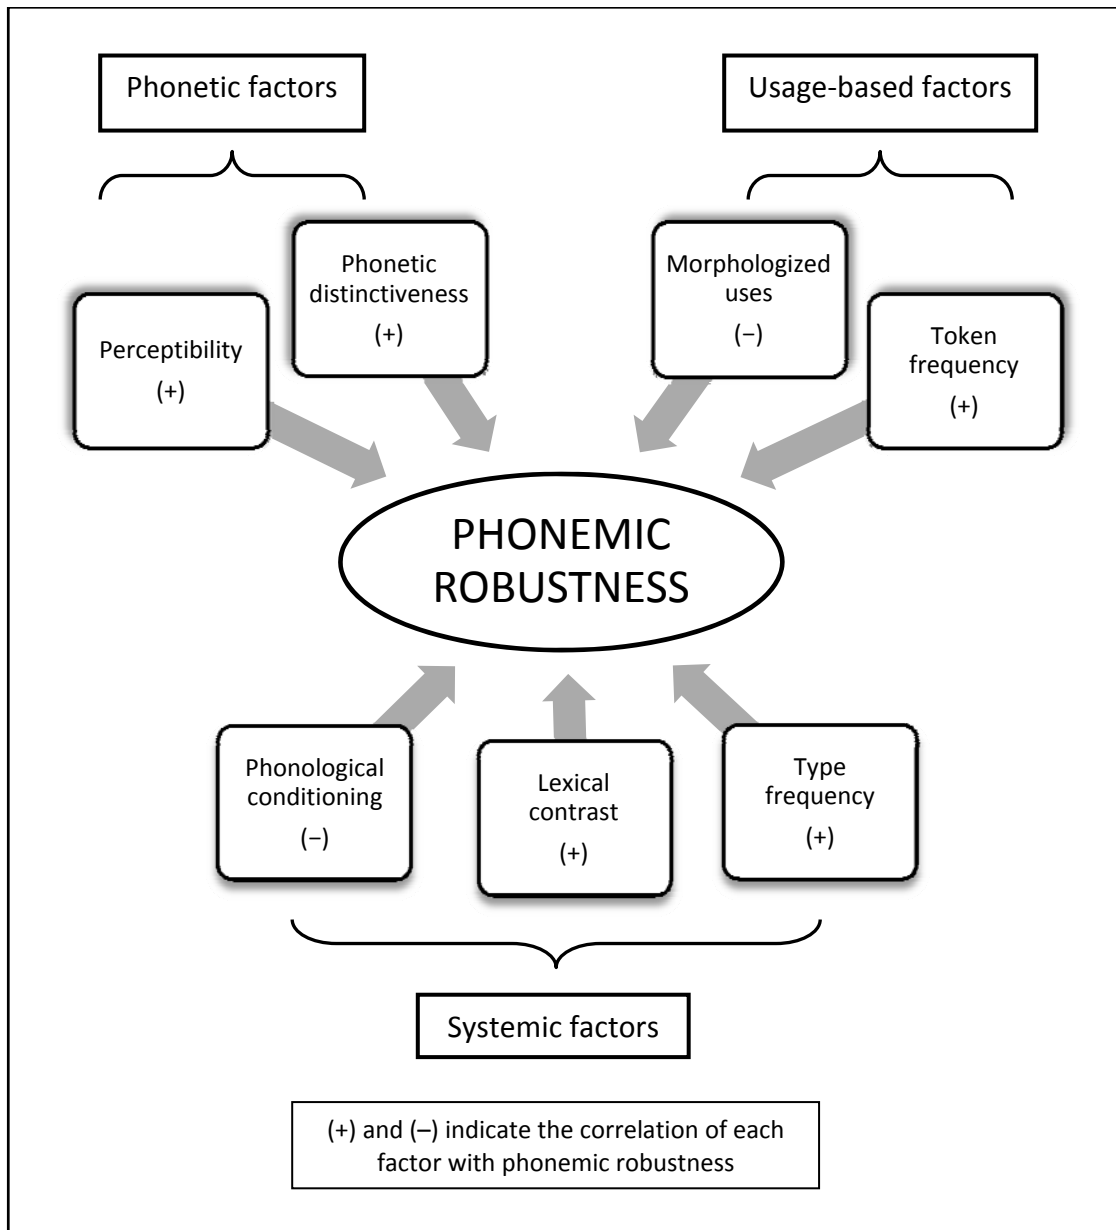 Phonetic factors
Usage-based factors
Phonetic
distinctiveness
(+)
Perceptibility
(+)
Morphologized
uses
(−)
Token
frequency
(+)
PHONEMIC
ROBUSTNESS
Phonological
conditioning
(−)
Lexical
contrast
(+)
Type
frequency
(+)
Systemic factors
(+) and (–) indicate the correlation of each
factor with phonemic robustness